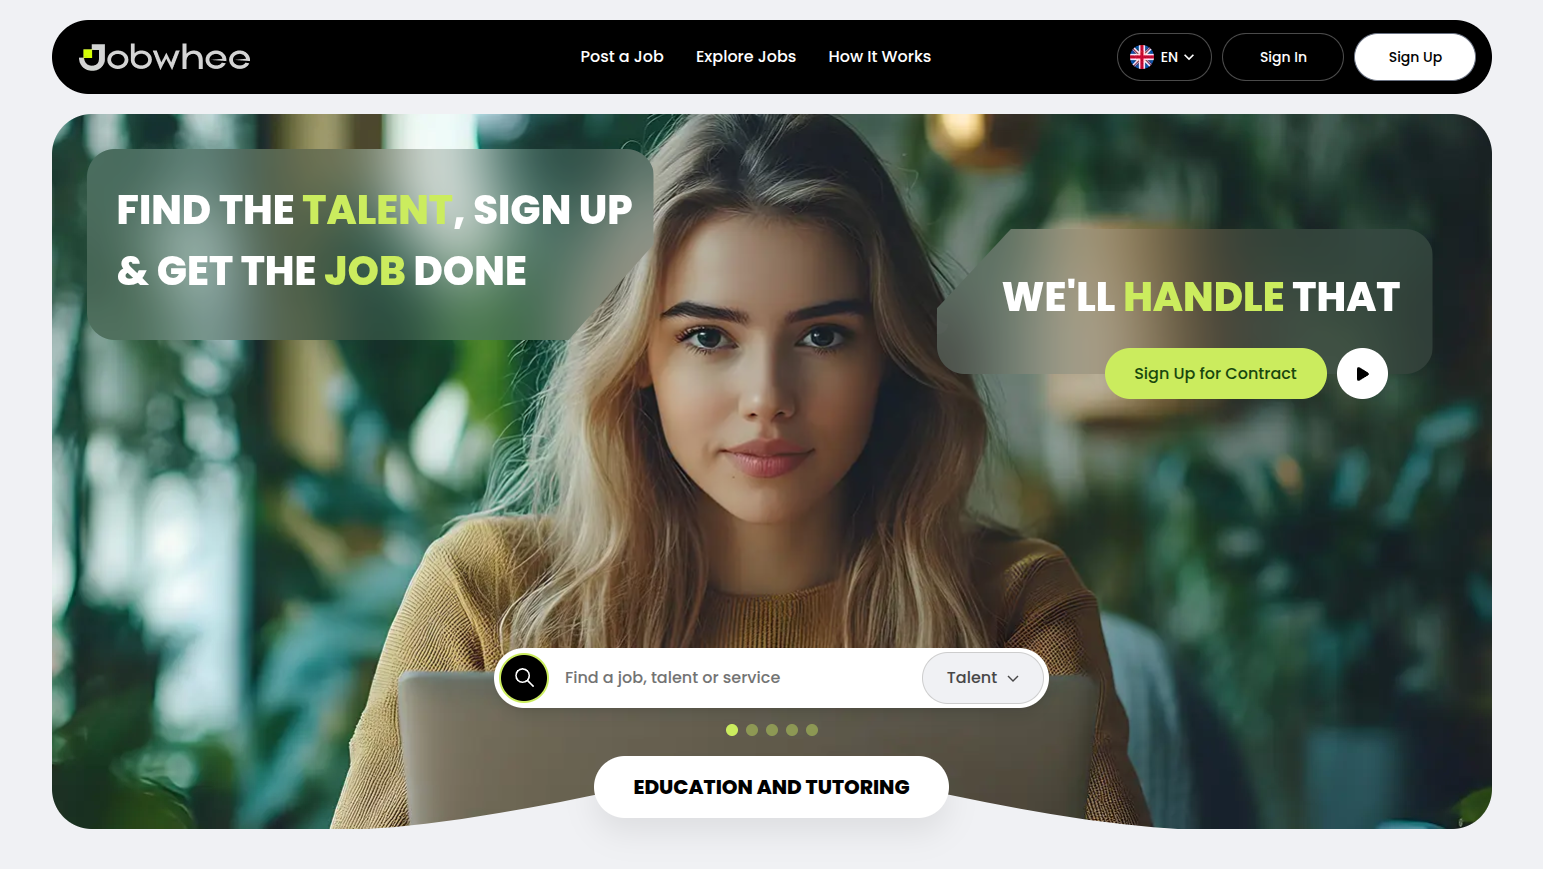 Jobwhee
Post a Job
Explore Jobs
How It Works
EN
Sign In
Sign Up
FIND THE TALENT, SIGN UP
& GET THE JOB DONE
WE'LL HANDLE THAT
Sign Up for Contract
Find a job, talent or service
Talent
EDUCATION AND TUTORING